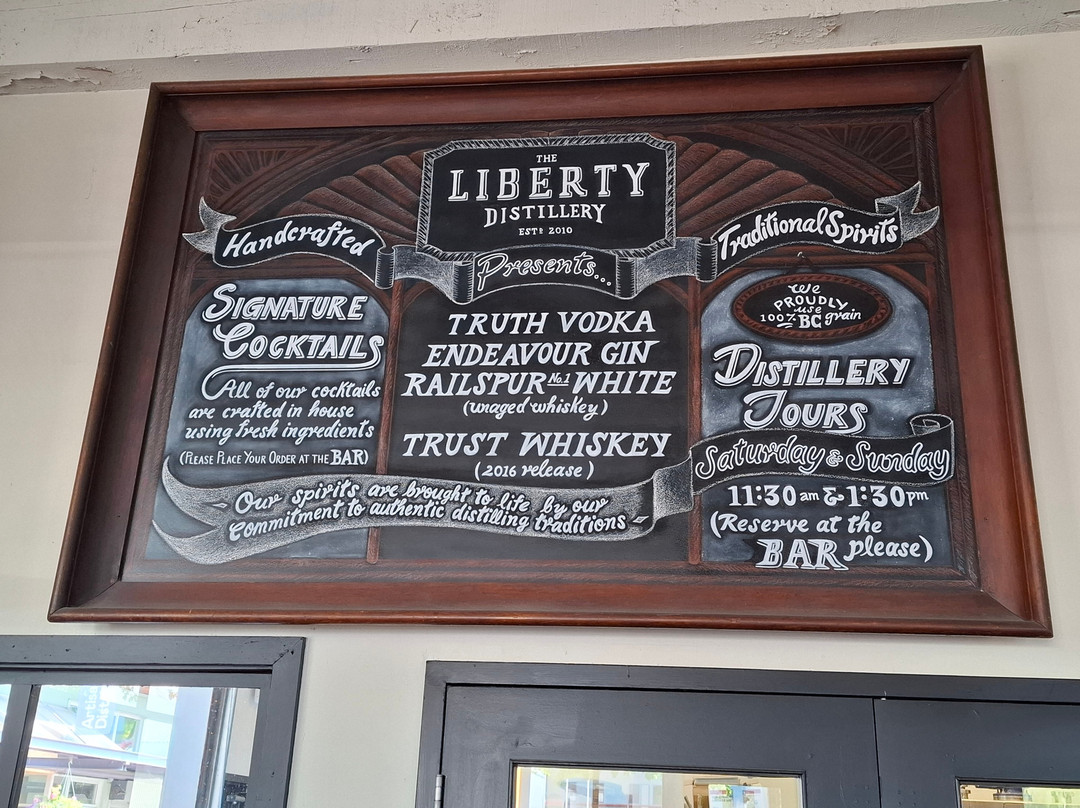 THE
LIBERTY
DISTILLERY
ESTD 2010
Handcrafted
Presents...
Traditional Spirits
SIGNATURE
COCKTAILS
All of our cocktails
are crafted in house
using fresh ingredients
(PLEASE PLACE YOUR ORDER AT THE BAR)
TRUTH VODKA
ENDEAVOUR GIN
RAILSPUR No.1 WHITE
(unaged whiskey)
TRUST WHISKEY
(2016 release)
Our spirits are brought to life by our
commitment to authentic distilling traditions
We
PROUDLY
use
100% BC grain
DISTILLERY
TOURS
Saturday & Sunday
11:30 am & 1:30 pm
(Reserve at the
BAR please)